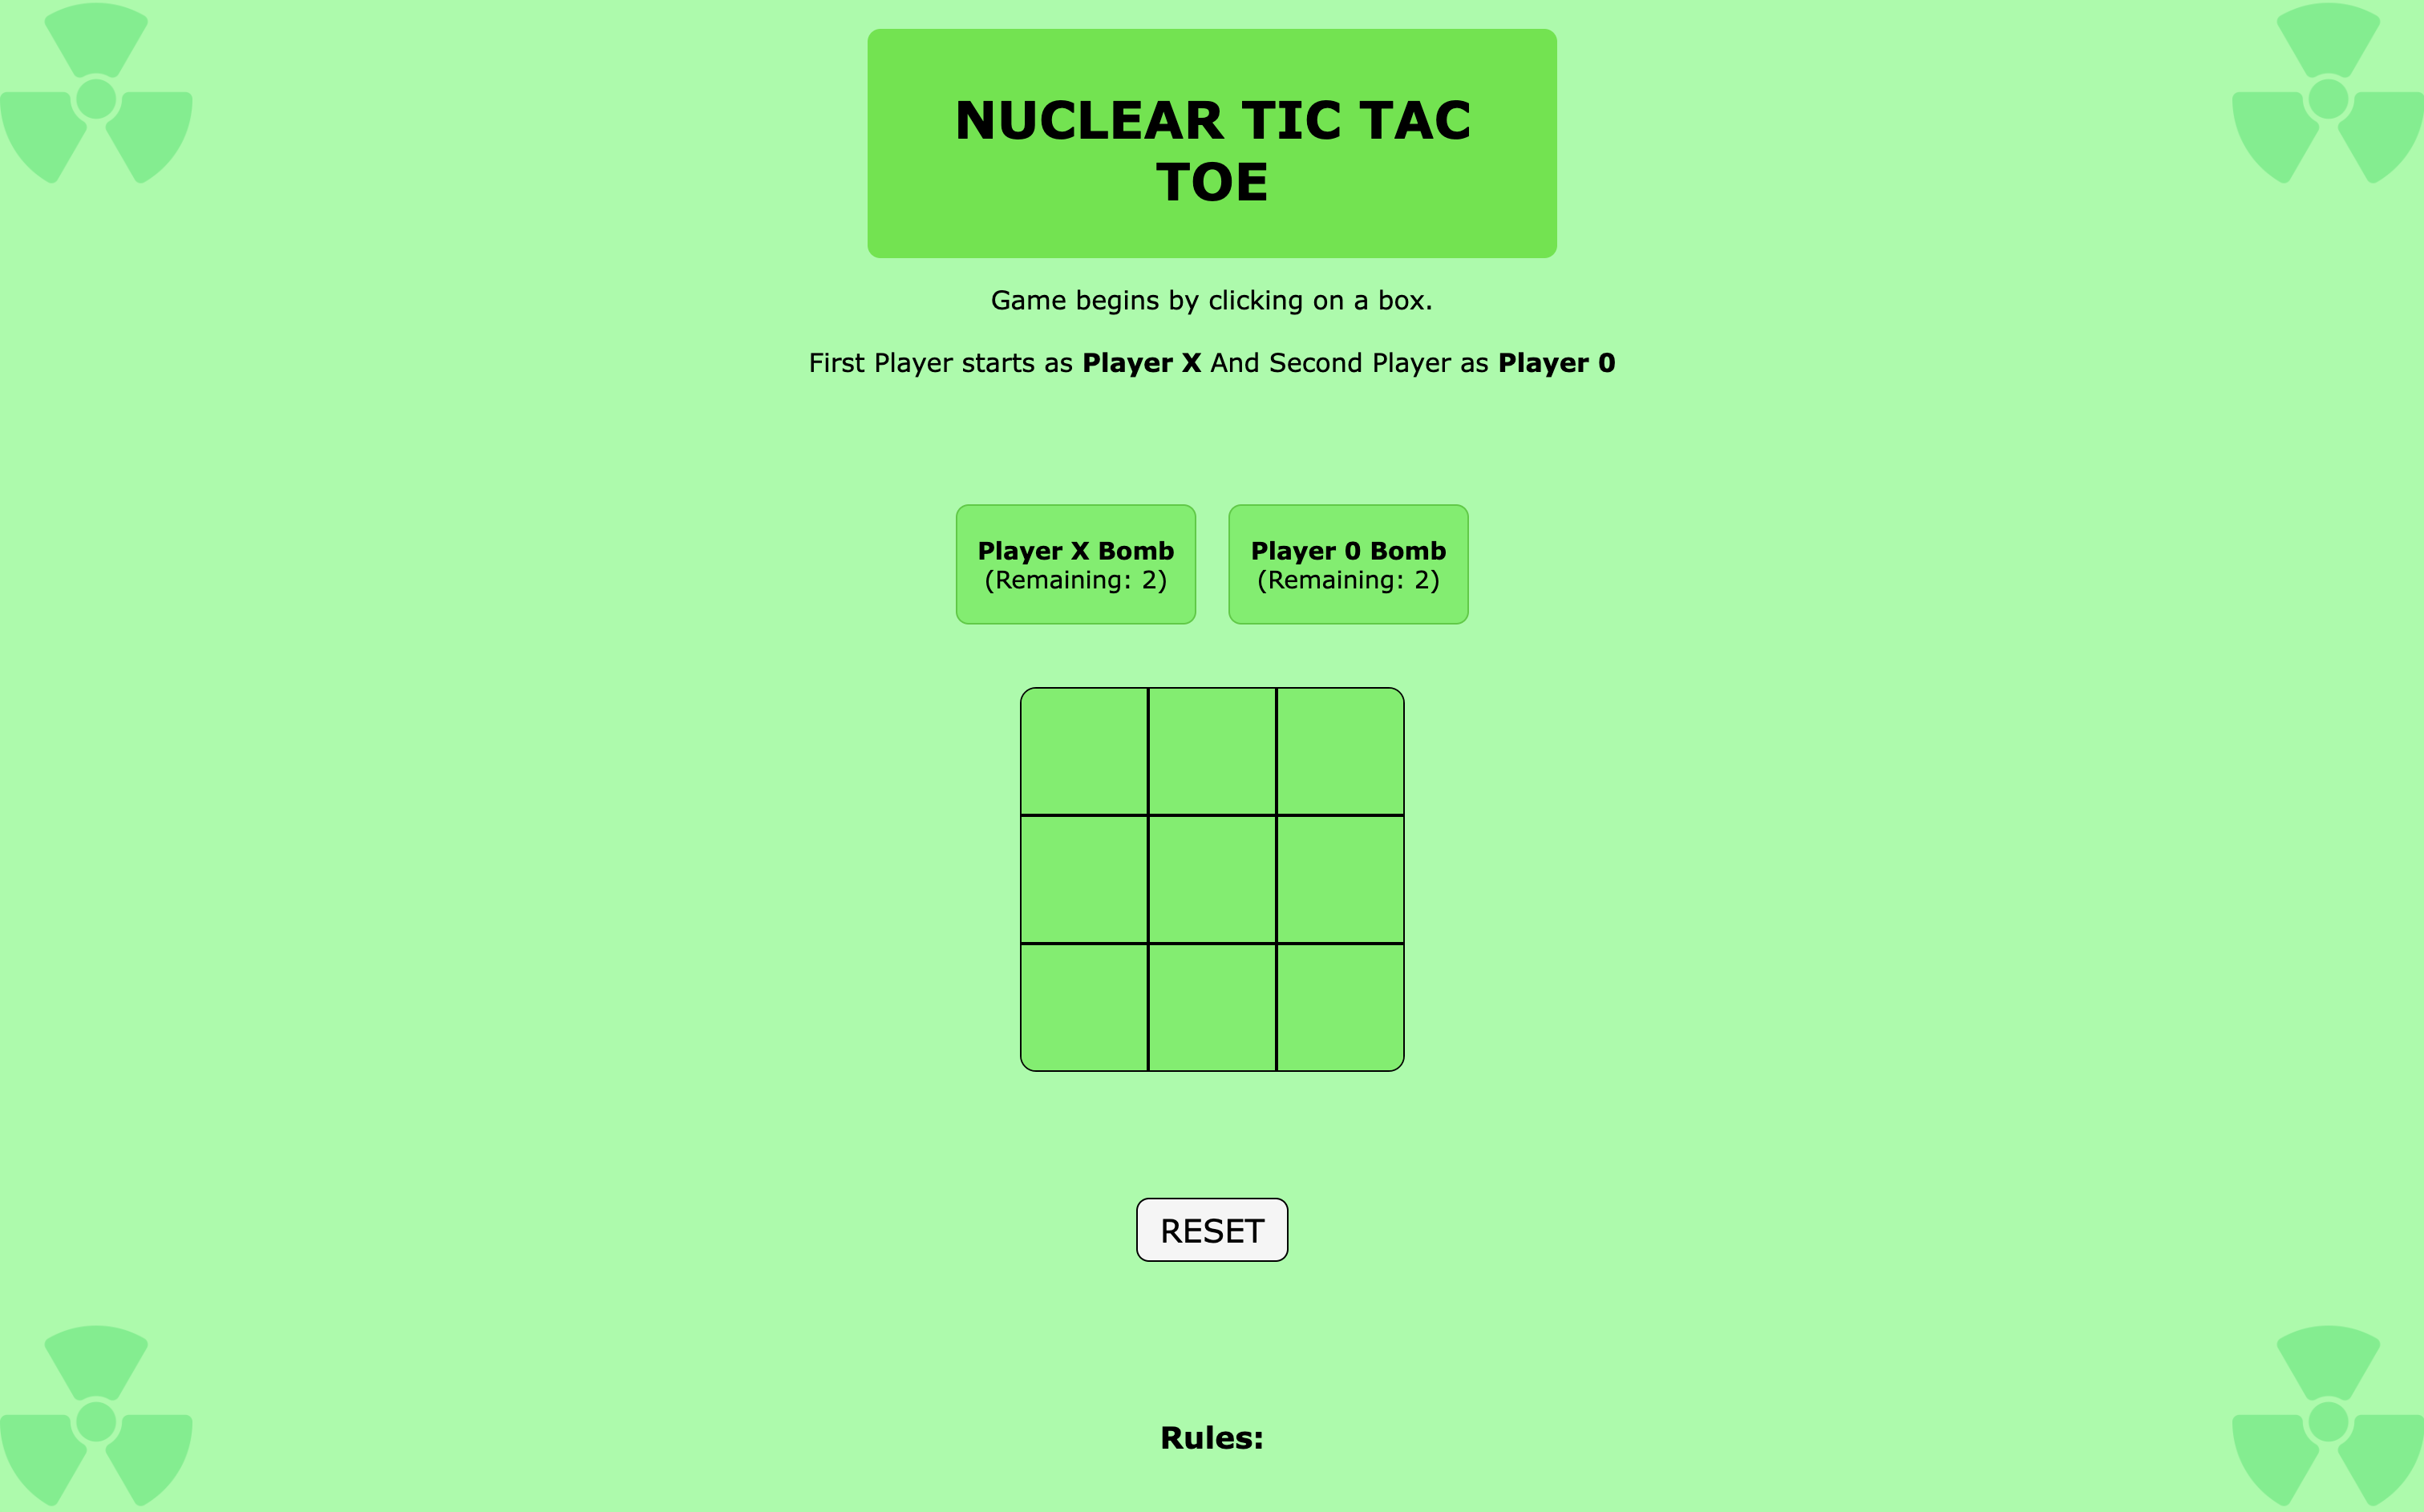 NUCLEAR TIC TAC
TOE
Game begins by clicking on a box.
First Player starts as Player X And Second Player as Player 0
Player X Bomb
(Remaining: 2)
Player 0 Bomb
(Remaining: 2)
RESET
Rules: